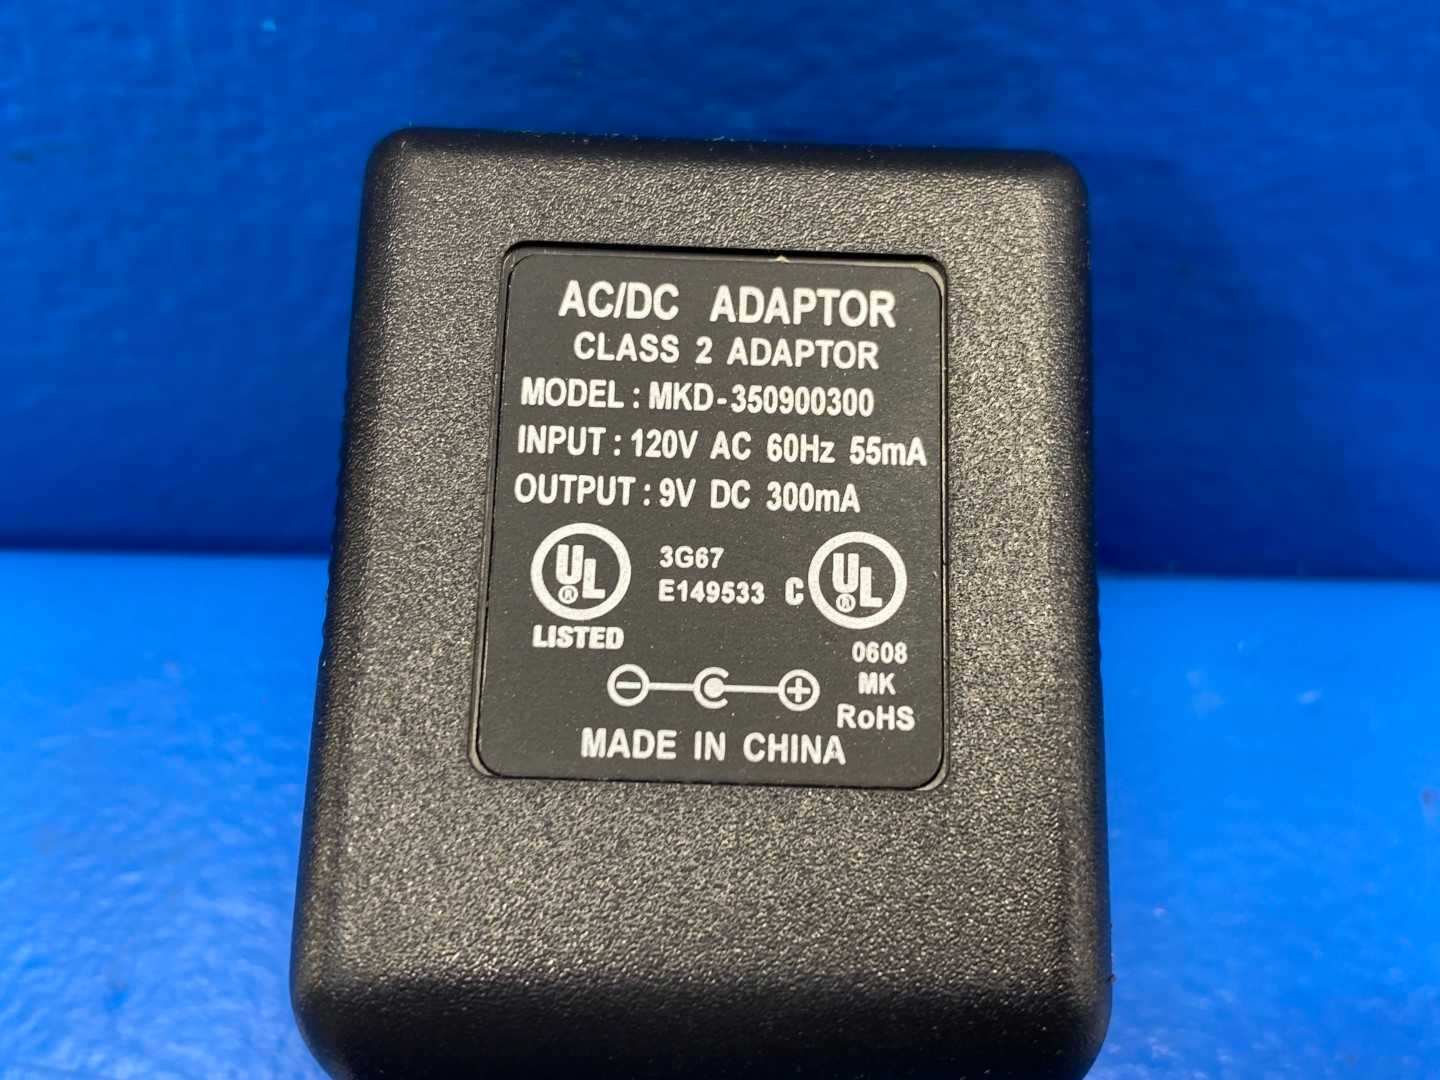 AC/DC ADAPTOR
CLASS 2 ADAPTOR
MODEL : MKD-350900300
INPUT : 120V AC 60Hz 55mA
OUTPUT : 9V DC 300mA
UL ® LISTED
3G67
E149533
C UL ®
0608
MK
RoHS
MADE IN CHINA